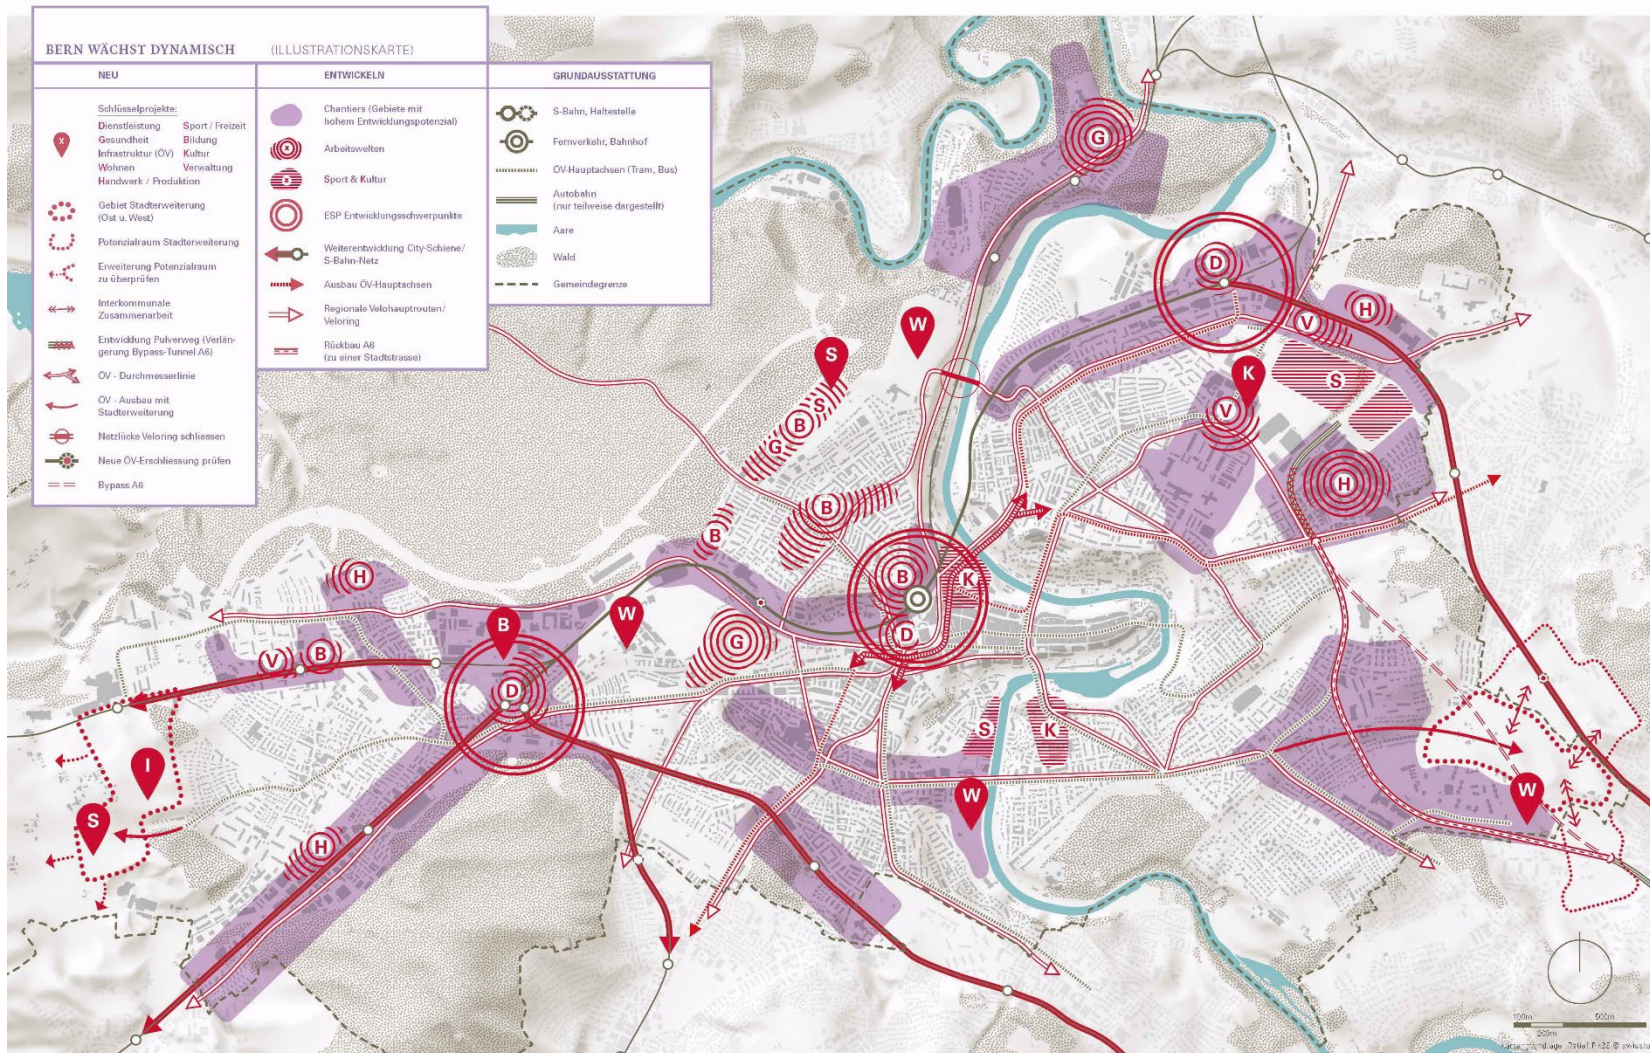 BERN WÄCHST DYNAMISCH (ILLUSTRATIONSKARTE)
NEU
Schlüsselprojekte:
Dienstleistung Sport / Freizeit
Gesundheit Bildung
Infrastruktur (ÖV) Kultur
Wohnen Verwaltung
Handwerk / Produktion
Gebiet Stadterweiterung
(Ost u. West)
Potenzialraum Stadterweiterung
Erweiterung Potenzialraum
zu überprüfen
Interkommunale
Zusammenarbeit
Entwicklung Pulverweg (Verlän-
gerung Bypass-Tunnel A6)
ÖV - Durchmesserlinie
ÖV - Ausbau mit
Stadterweiterung
Netzlücke Veloring schliessen
Neue ÖV-Erschliessung prüfen
Bypass A6
ENTWICKELN
Chantiers (Gebiete mit
hohem Entwicklungspotenzial)
Arbeitswelten
Sport & Kultur
ESP Entwicklungsschwerpunkte
Weiterentwicklung City-Schiene/
S-Bahn-Netz
Ausbau ÖV-Hauptachsen
Regionale Velohauptrouten/
Veloring
Rückbau A6
(zu einer Stadtstrasse)
GRUNDAUSSTATTUNG
S-Bahn, Haltestelle
Fernverkehr, Bahnhof
ÖV-Hauptachsen (Tram, Bus)
Autobahn
(nur teilweise dargestellt)
Aare
Wald
Gemeindegrenze
G
D
H
V
W
S
K
S
V
S
B
G
H
B
B
B
K
H
W
B
G
D
V
B
D
S
K
I
W
W
S
H
100m 500m
200m